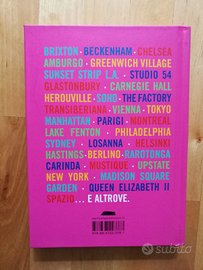 BRIXTON • BECKENHAM • CHELSEA
AMBURGO • GREENWICH VILLAGE
SUNSET STRIP L.A. • STUDIO 54
GLASTONBURY • CARNEGIE HALL
HEROUVILLE • SOHO • THE FACTORY
TRANSIBERIANA • VIENNA • TOKYO
MANHATTAN • PARIGI • MONTREAL
LAKE FENTON • PHILADELPHIA
SYDNEY • LOSANNA • HELSINKI
HASTINGS • BERLINO • RAROTONGA
CARINDA • MUSTIQUE • UPSTATE
NEW YORK • MADISON SQUARE
GARDEN • QUEEN ELIZABETH II
SPAZIO... E ALTROVE.
subito